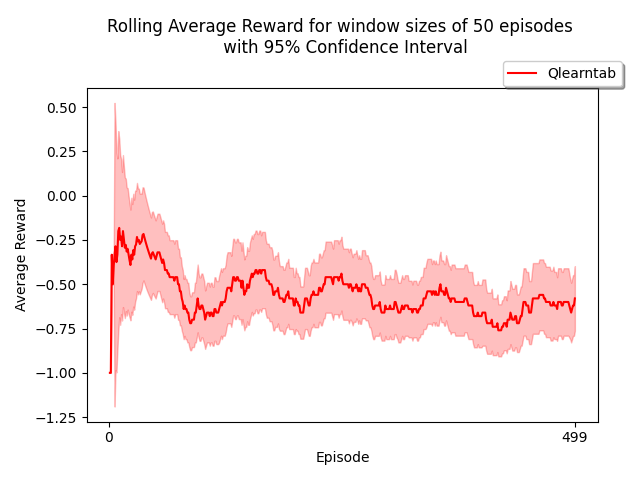 Rolling Average Reward for window sizes of 50 episodes
with 95% Confidence Interval
Qlearntab
0.50
0.25
0.00
−0.25
−0.50
−0.75
−1.00
−1.25
Average Reward
0
499
Episode